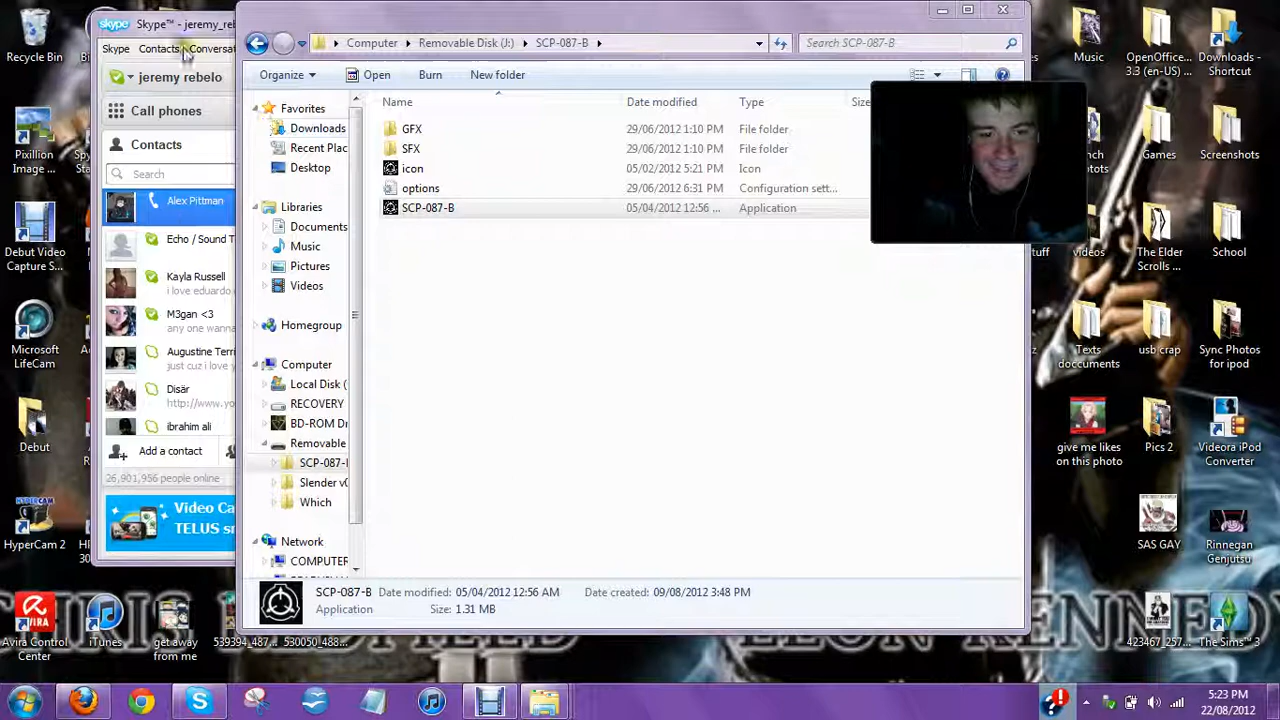 Recycle Bin
Pixillion
Image ...
Debut Video
Capture S...
Microsoft
LifeCam
Debut
HyperCam 2
Avira Control
Center
iTunes
get away
from me
539394_487...
530050_488...
skype
Skype™ - jeremy_re
Skype
Contacts
Conversat
jeremy rebelo
Call phones
Contacts
Search
Alex Pittman
Echo / Sound T
Kayla Russell
i love eduardo
M3gan <3
any one wanna
Augustine Terri
just cuz i love y
Disär
http://www.yo
ibrahim ali
Add a contact
26,901,956 people online
Video Ca
TELUS sr
Computer
Removable Disk (J:)
SCP-087-B
Search SCP-087-B
Organize
Open
Burn
New folder
Favorites
Downloads
Recent Plac
Desktop
Libraries
Documents
Music
Pictures
Videos
Homegroup
Computer
Local Disk (
RECOVERY
BD-ROM Dr
Removable
SCP-087-
Slender v0
Which
Network
COMPUTER
Name
Date modified
Type
Size
GFX
29/06/2012 1:10 PM
File folder
SFX
29/06/2012 1:10 PM
File folder
icon
05/02/2012 5:21 PM
Icon
options
29/06/2012 6:31 PM
Configuration sett...
SCP-087-B
05/04/2012 12:56 ...
Application
SCP-087-B
Date modified: 05/04/2012 12:56 AM
Date created: 09/08/2012 3:48 PM
Application
Size: 1.31 MB
Music
OpenOffice...
3.3 (en-US) ...
Downloads -
Shortcut
Games
Screenshots
videos
The Elder
Scrolls ...
School
Texts
doccuments
usb crap
Sync Photos
for ipod
give me likes
on this photo
Pics 2
Videora iPod
Converter
SAS GAY
Rinnegan
Genjutsu
423467_257...
The Sims™ 3
5:23 PM
22/08/2012